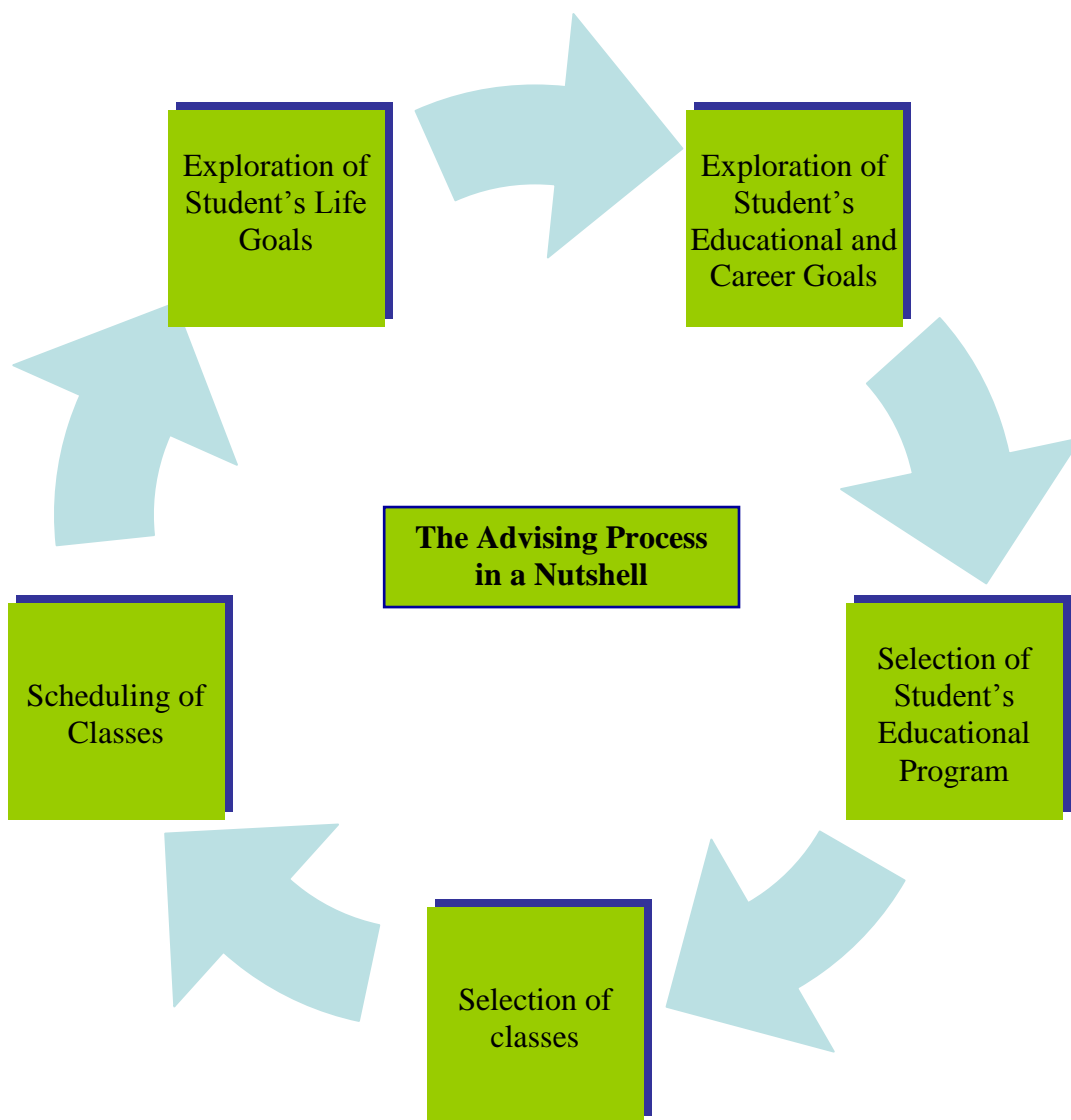 Exploration of
Student’s Life
Goals
Exploration of
Student’s
Educational and
Career Goals
The Advising Process
in a Nutshell
Selection of
Student’s
Educational
Program
Scheduling of
Classes
Selection of
classes